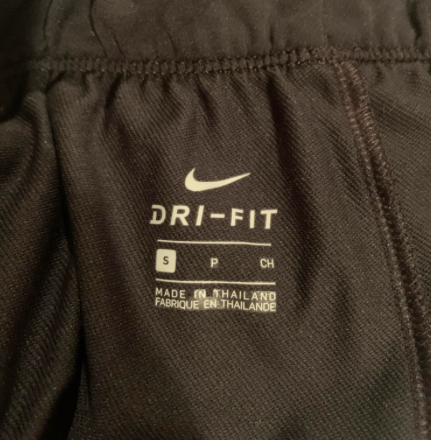 DRI-FIT
S P CH
MADE IN THAILAND
FABRIQUE EN THAILANDE